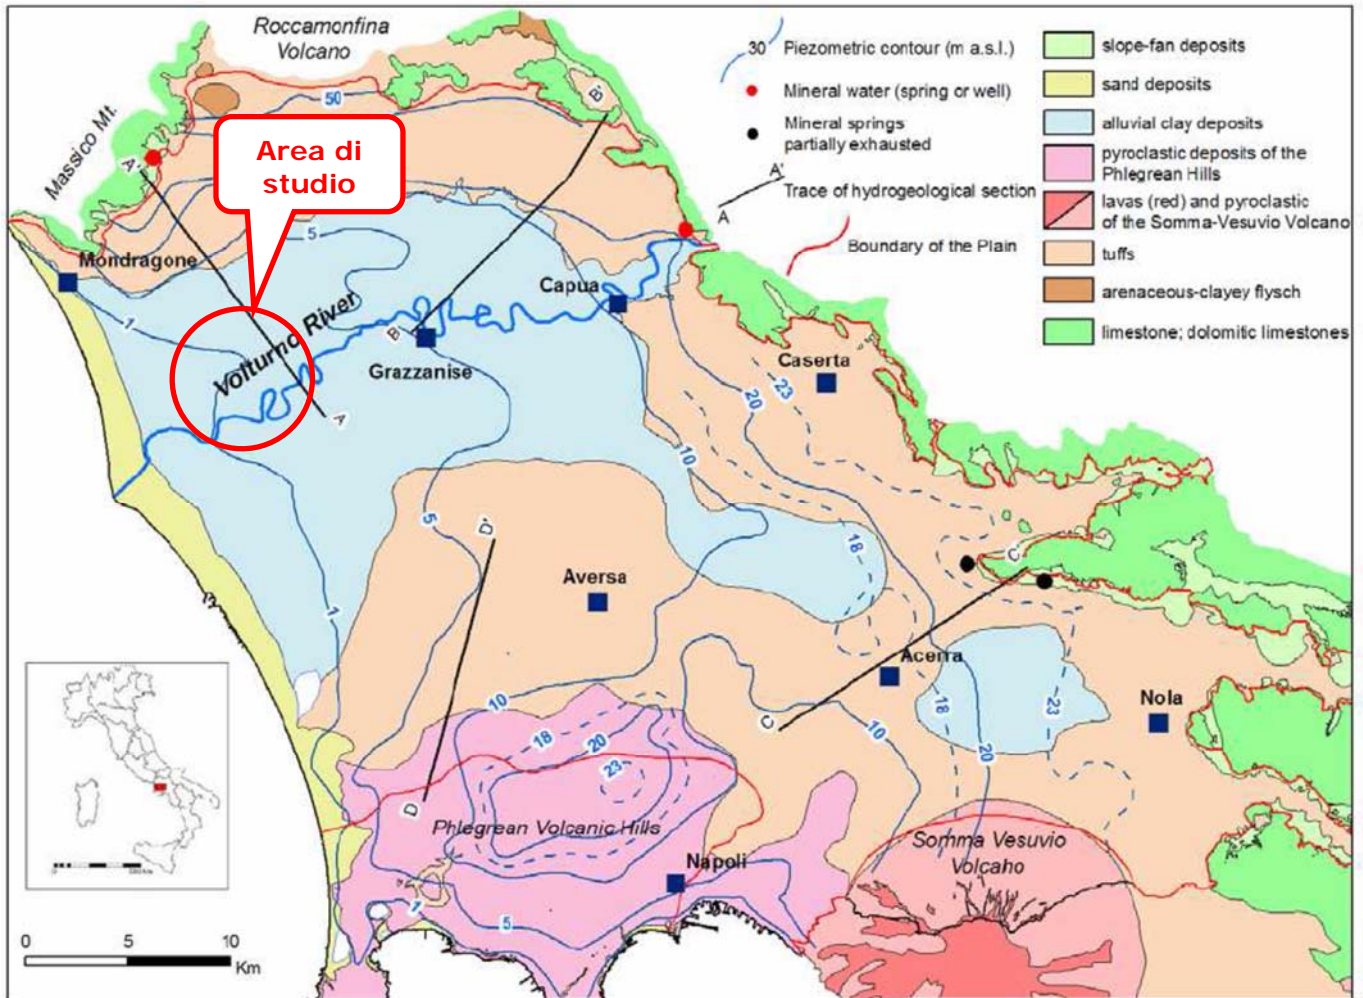 Roccamonfina
Volcano
Massico Mt.
Area di
studio
Mondragone
Volturno River
Grazzanise
Capua
Caserta
Aversa
Acerra
Nola
Napoli
Phlegrean Volcanic Hills
Somma Vesuvio
Volcano
50
5
1
A'
A
B'
B
20
23
10
5
D'
18
C'
1
C
10
18
23
20
10
18
20
23
D
1
5
30 Piezometric contour (m a.s.l.)
Mineral water (spring or well)
Mineral springs
partially exhausted
A'
A
Trace of hydrogeological section
Boundary of the Plain
slope-fan deposits
sand deposits
alluvial clay deposits
pyroclastic deposits of the
Phlegrean Hills
lavas (red) and pyroclastic
of the Somma-Vesuvio Volcano
tuffs
arenaceous-clayey flysch
limestone; dolomitic limestones
0 5 10
Km